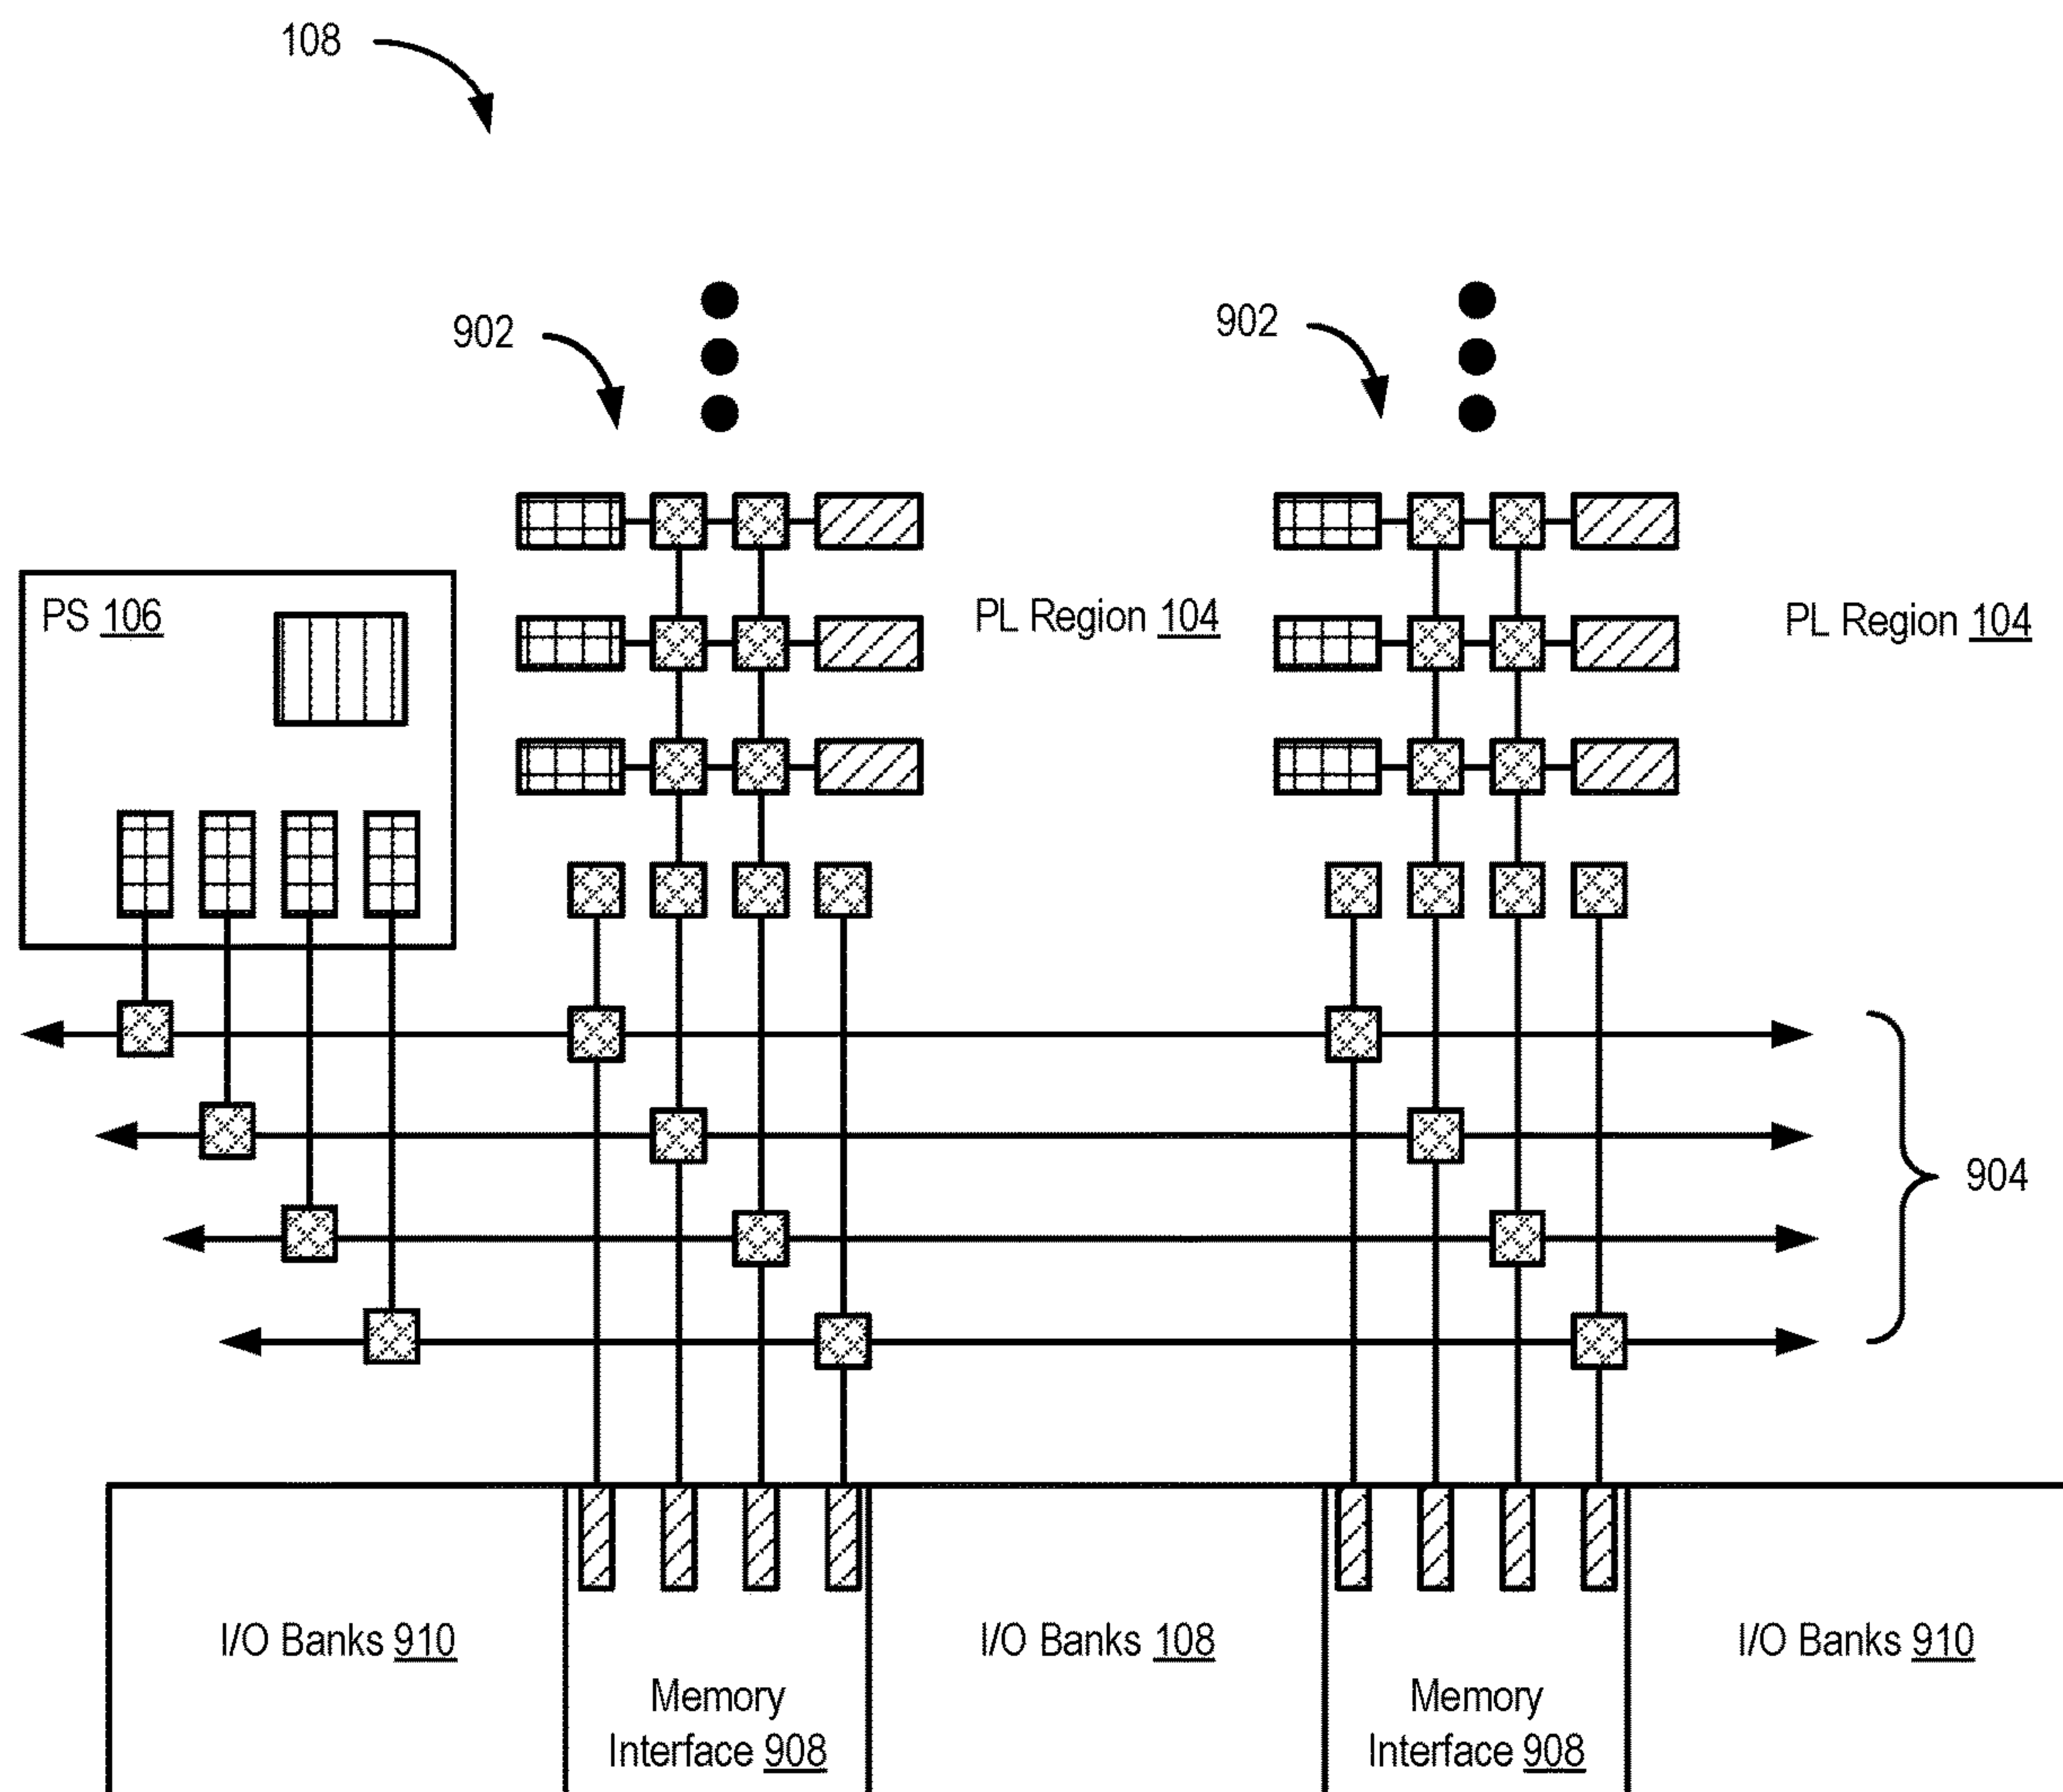 108
902
902
PS 106
PL Region 104
PL Region 104
904
I/O Banks 910
I/O Banks 108
I/O Banks 910
Memory
Interface 908
Memory
Interface 908